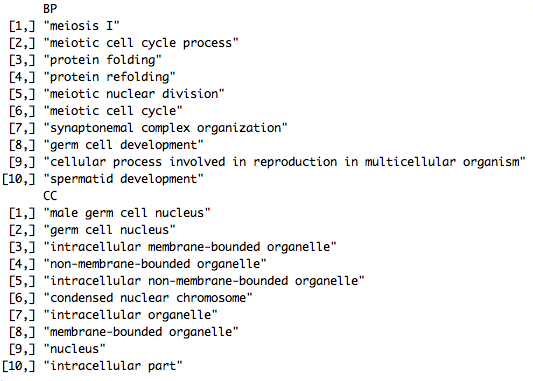 BP
[1,] "meiosis I"
[2,] "meiotic cell cycle process"
[3,] "protein folding"
[4,] "protein refolding"
[5,] "meiotic nuclear division"
[6,] "meiotic cell cycle"
[7,] "synaptonemal complex organization"
[8,] "germ cell development"
[9,] "cellular process involved in reproduction in multicellular organism"
[10,] "spermatid development"
CC
[1,] "male germ cell nucleus"
[2,] "germ cell nucleus"
[3,] "intracellular membrane-bounded organelle"
[4,] "non-membrane-bounded organelle"
[5,] "intracellular non-membrane-bounded organelle"
[6,] "condensed nuclear chromosome"
[7,] "intracellular organelle"
[8,] "membrane-bounded organelle"
[9,] "nucleus"
[10,] "intracellular part"